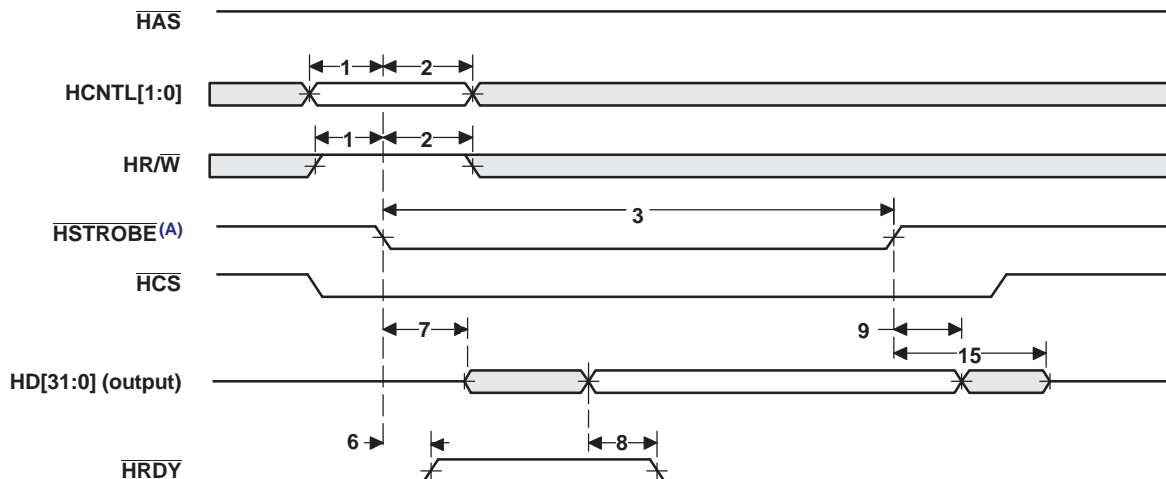 HAS
1 2
HCNTL[1:0]
1 2
HR/W
3
HSTROBE(A)
HCS
7 9
15
HD[31:0] (output)
6 8
HRDY